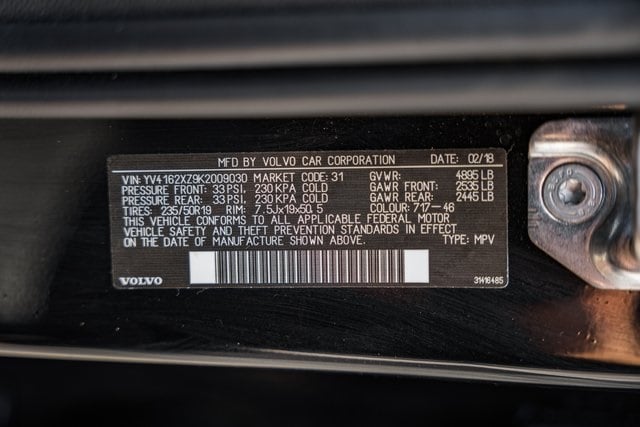 MFD BY VOLVO CAR CORPORATION DATE: 02/18
VIN: YV4162XZ9K2009030 MARKET CODE: 31 GVWR: 4895 LB
PRESSURE FRONT: 33 PSI, 230 KPA COLD GAWR FRONT: 2535 LB
PRESSURE REAR: 33 PSI, 230 KPA COLD GAWR REAR: 2445 LB
TIRES: 235/50R19 RIM: 7.5Jx19x50.5 COLOUR: 717-46
THIS VEHICLE CONFORMS TO ALL APPLICABLE FEDERAL MOTOR
VEHICLE SAFETY AND THEFT PREVENTION STANDARDS IN EFFECT
ON THE DATE OF MANUFACTURE SHOWN ABOVE. TYPE: MPV
VOLVO 31416485